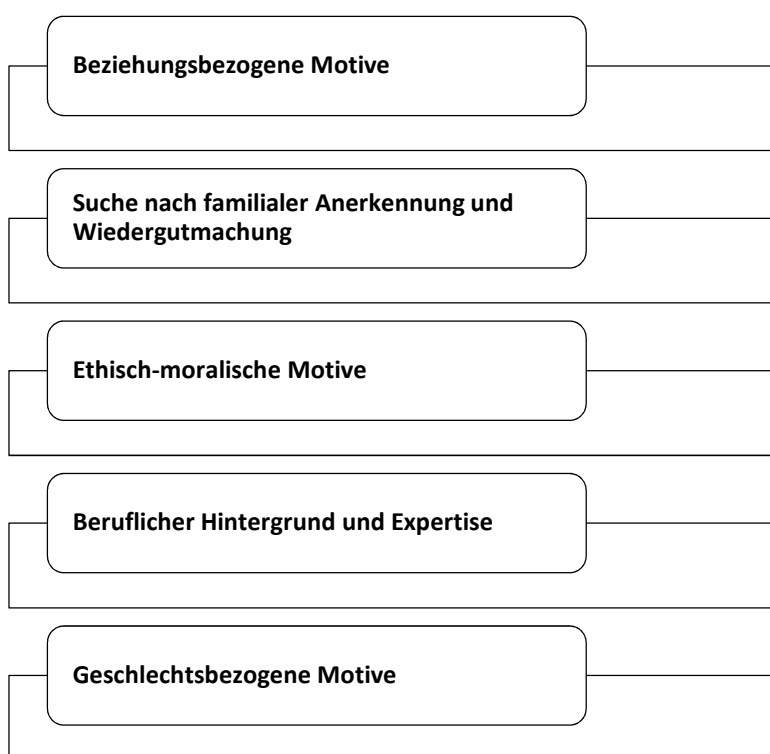 Beziehungsbezogene Motive
Suche nach familialer Anerkennung und
Wiedergutmachung
Ethisch-moralische Motive
Beruflicher Hintergrund und Expertise
Geschlechtsbezogene Motive